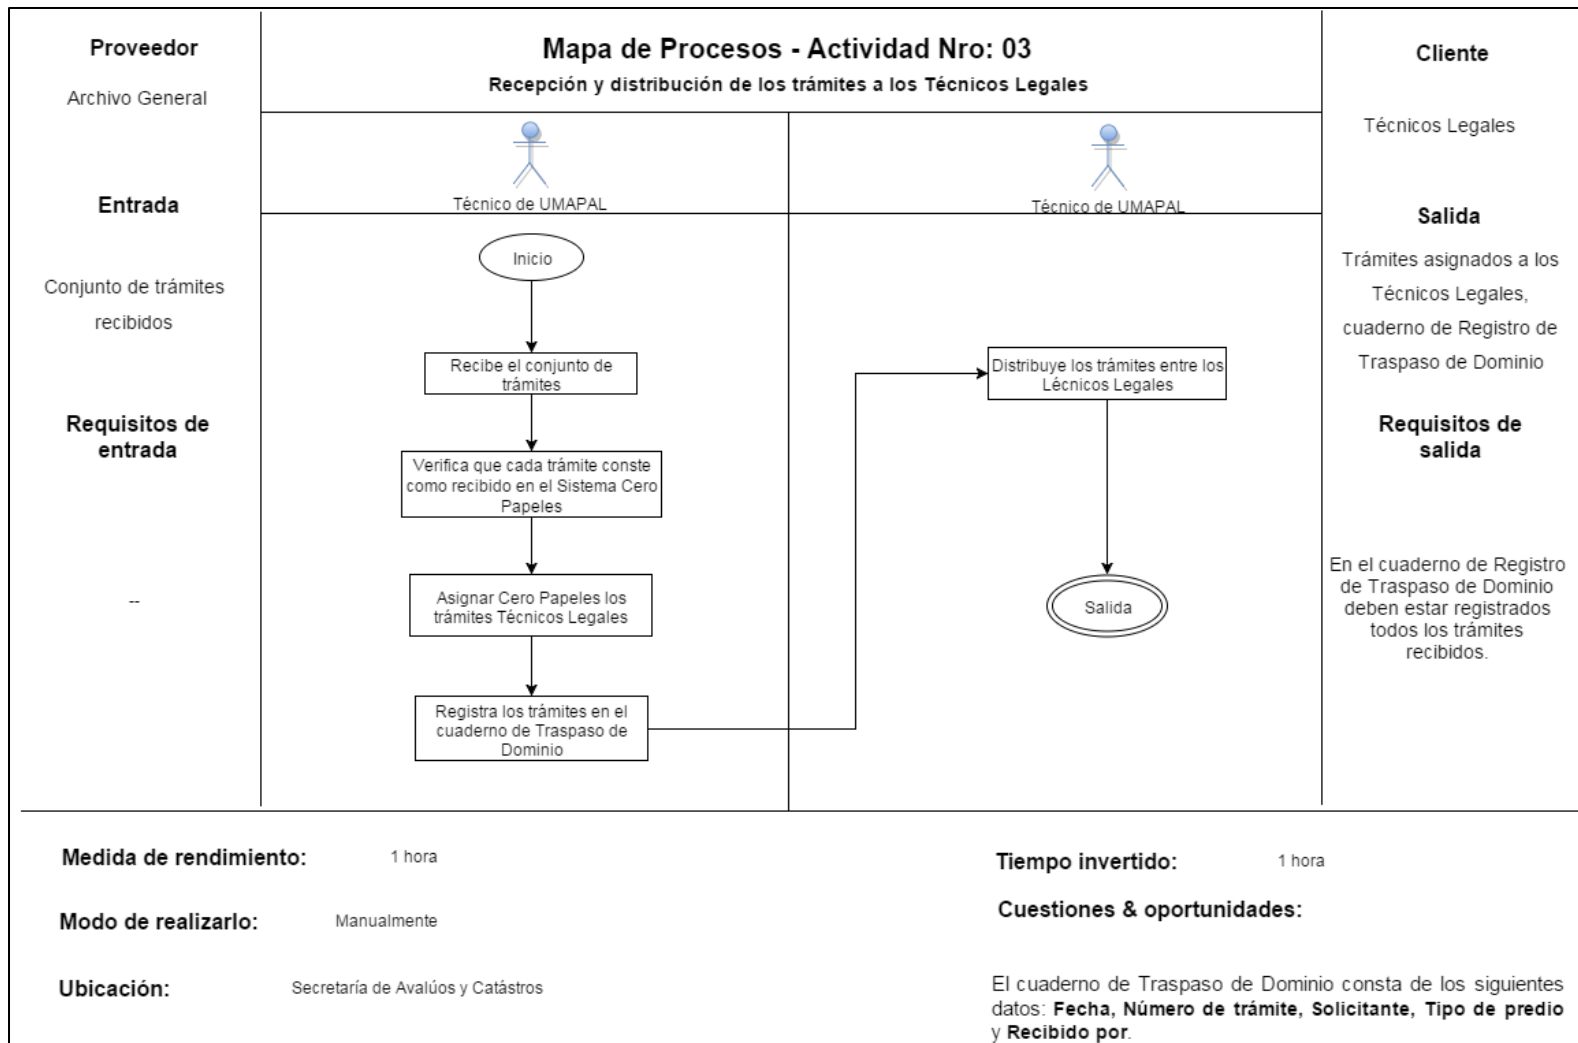 Proveedor
Archivo General
Entrada
Conjunto de trámites
recibidos
Requisitos de
entrada
--
Mapa de Procesos - Actividad Nro: 03
Recepción y distribución de los trámites a los Técnicos Legales
Técnico de UMAPAL
Técnico de UMAPAL
Inicio
Recibe el conjunto de
trámites
Verifica que cada trámite conste
como recibido en el Sistema Cero
Papeles
Asignar Cero Papeles los
trámites Técnicos Legales
Registra los trámites en el
cuaderno de Traspaso de
Dominio
Distribuye los trámites entre los
Lécnicos Legales
Salida
Cliente
Técnicos Legales
Salida
Trámites asignados a los
Técnicos Legales,
cuaderno de Registro de
Traspaso de Dominio
Requisitos de
salida
En el cuaderno de Registro
de Traspaso de Dominio
deben estar registrados
todos los trámites
recibidos.
Medida de rendimiento: 1 hora
Modo de realizarlo: Manualmente
Ubicación: Secretaría de Avalúos y Catástros
Tiempo invertido: 1 hora
Cuestiones & oportunidades:
El cuaderno de Traspaso de Dominio consta de los siguientes
datos: Fecha, Número de trámite, Solicitante, Tipo de predio
y Recibido por.